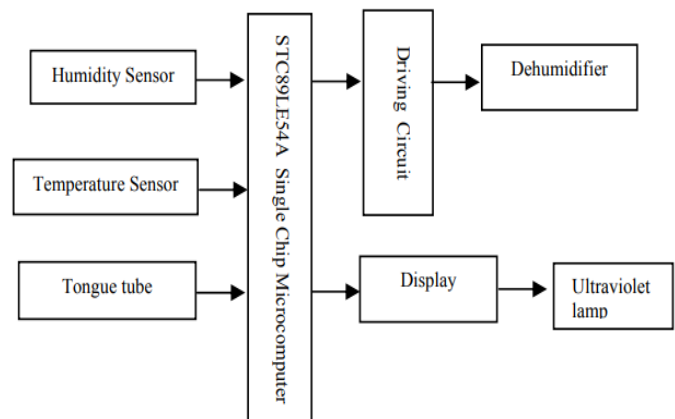 Humidity Sensor
Temperature Sensor
Tongue tube
STC89LE54A Single Chip Microcomputer
Driving Circuit
Dehumidifier
Display
Ultraviolet
lamp